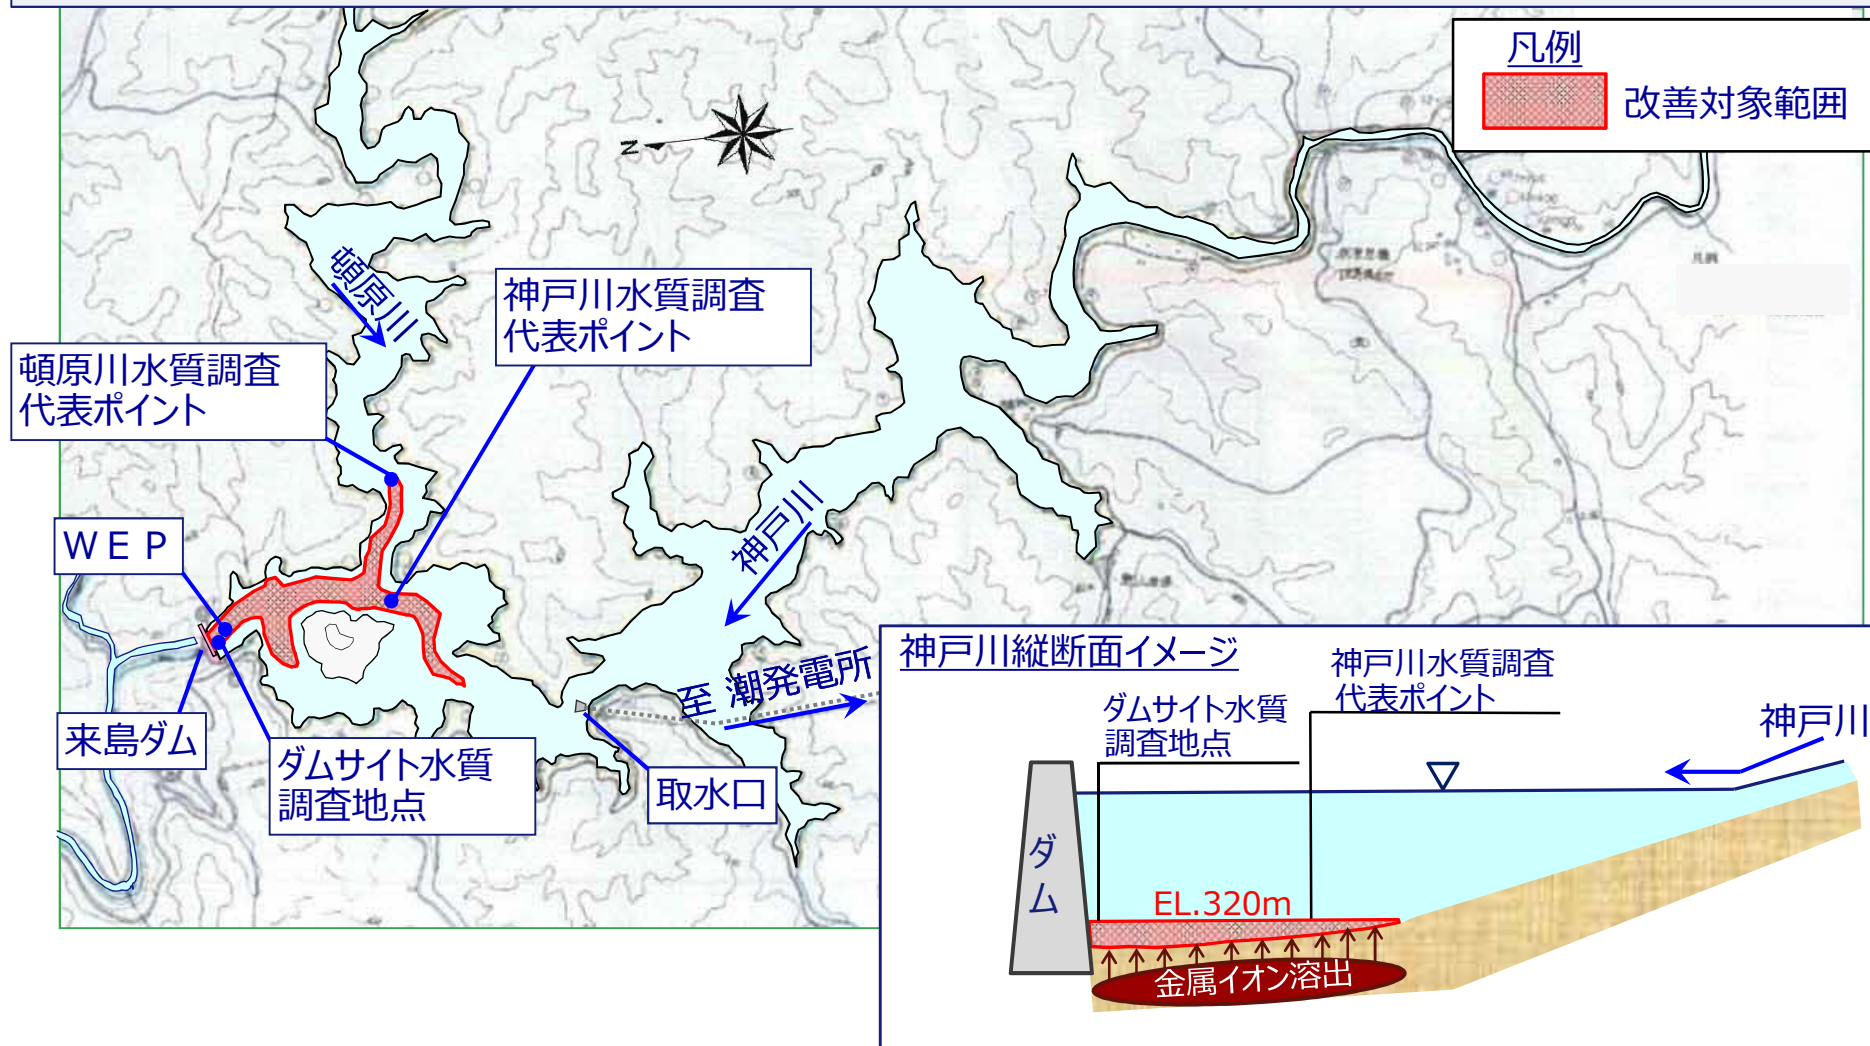 凡例
改善対象範囲
N
頓原川
神戸川水質調査
代表ポイント
頓原川水質調査
代表ポイント
神戸川
WEP
至 潮発電所
来島ダム
ダムサイト水質
調査地点
取水口
神戸川縦断面イメージ
神戸川水質調査
代表ポイント
ダムサイト水質
調査地点
神戸川
ダム
EL.320m
金属イオン溶出
凡例